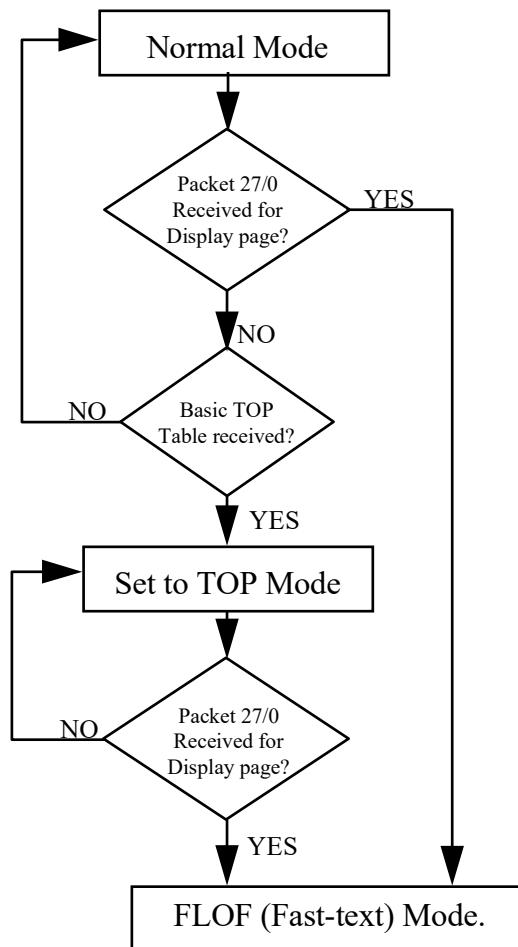 Normal Mode
Packet 27/0
Received for
Display page?
YES
NO
NO
Basic TOP
Table received?
YES
Set to TOP Mode
NO
Packet 27/0
Received for
Display page?
YES
FLOF (Fast-text) Mode.